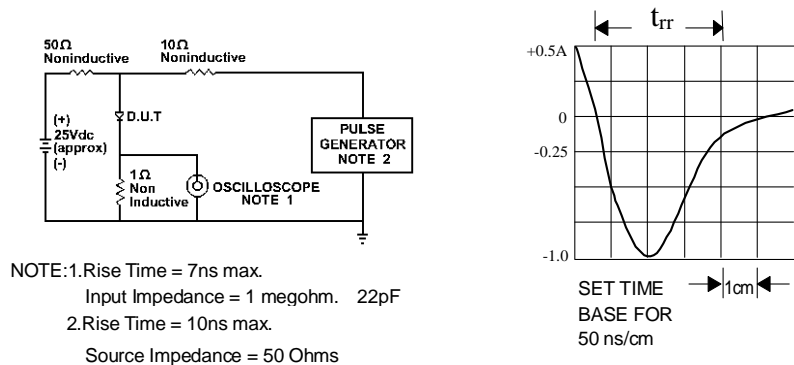 50Ω
Noninductive
10Ω
Noninductive
(+)
25Vdc
(approx)
(-)
D.U.T
PULSE
GENERATOR
NOTE 2
1Ω
Non
Inductive
OSCILLOSCOPE
NOTE 1
NOTE:1.Rise Time = 7ns max.
Input Impedance = 1 megohm. 22pF
2.Rise Time = 10ns max.
Source Impedance = 50 Ohms
trr
+0.5A
0
-0.25
-1.0
1cm
SET TIME
BASE FOR
50 ns/cm